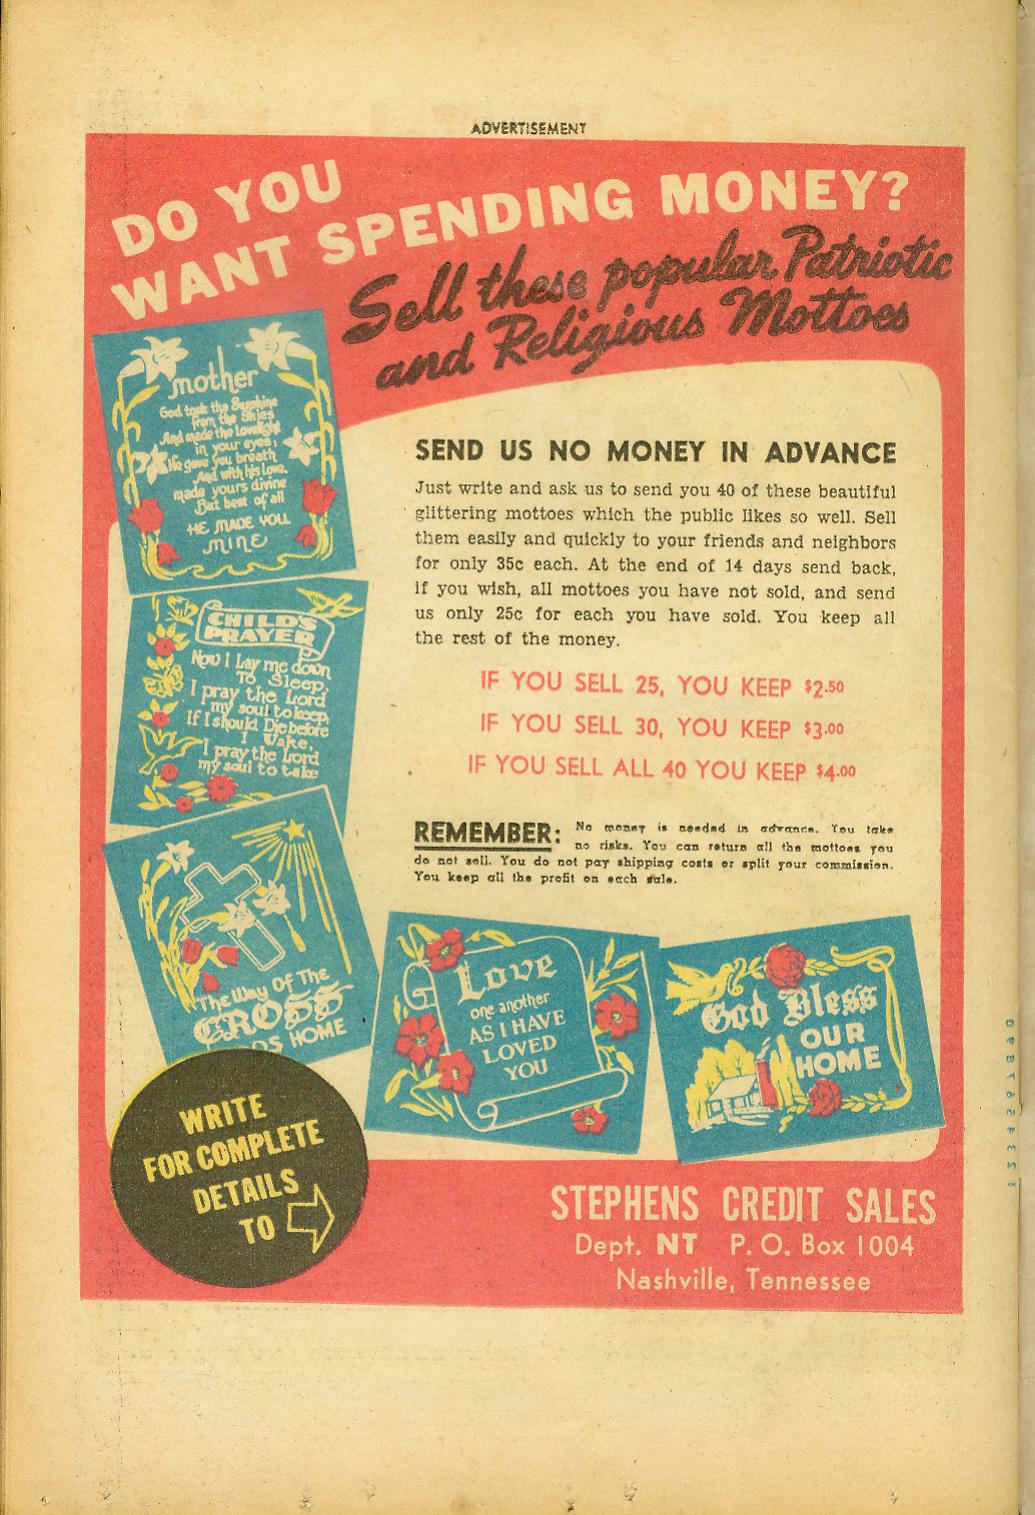 ADVERTISEMENT
DO YOU
WANT SPENDING MONEY?
Sell these popular Patriotic
and Religious Mottoes
mother
God took the Sunshine
from the Skies
And made the Lovelight
in your eyes;
He gave you breath
And with his Love,
made yours divine
But best of all
HE MADE YOU
MINE
SEND US NO MONEY IN ADVANCE
Just write and ask us to send you 40 of these beautiful
glittering mottoes which the public likes so well. Sell
them easily and quickly to your friends and neighbors
for only 35c each. At the end of 14 days send back,
if you wish, all mottoes you have not sold, and send
us only 25c for each you have sold. You keep all
the rest of the money.
IF YOU SELL 25, YOU KEEP $2.50
IF YOU SELL 30, YOU KEEP $3.00
IF YOU SELL ALL 40 YOU KEEP $4.00
REMEMBER: No money is needed in advance. You take
no risks. You can return all the mottoes you
do not sell. You do not pay shipping costs or split your commission.
You keep all the profit on each sale.
CHILD'S
PRAYER
Now I Lay me down
To Sleep,
I pray the Lord
my soul to keep,
If I should Die before
I Wake,
I pray the Lord
my soul to take
The Way Of The
CROSS
DS HOME
Love
one another
AS I HAVE
LOVED
YOU
God Bless
OUR
HOME
WRITE
FOR COMPLETE
DETAILS
TO
STEPHENS CREDIT SALES
Dept. NT P. O. Box 1004
Nashville, Tennessee